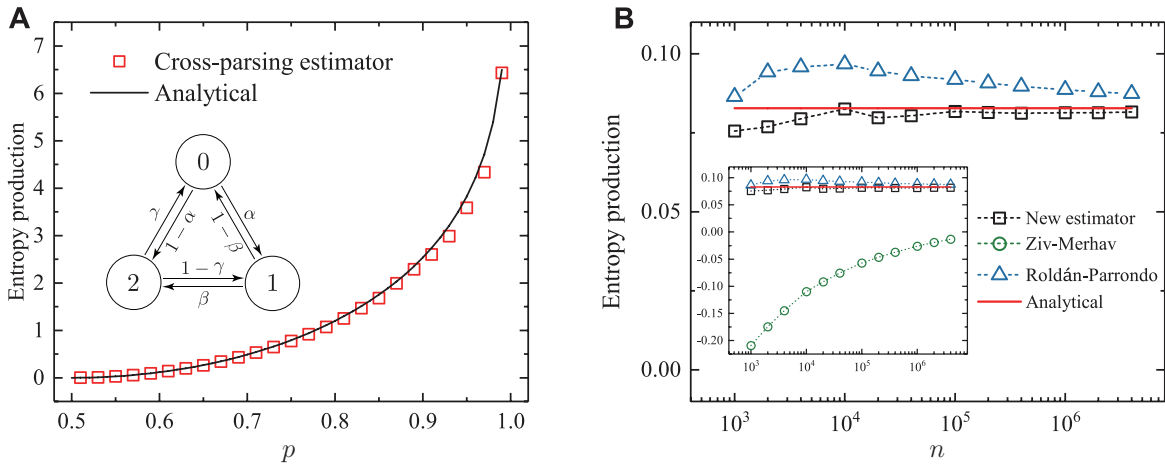 A
Entropy production
7
6
5
4
3
2
1
0
Cross-parsing estimator
Analytical
0
γ
1−α
1−β
α
2
1−γ
β
1
0.5
0.6
0.7
0.8
0.9
1.0
p
B
Entropy production
0.10
0.05
0.00
0.10
0.05
0.00
-0.05
-0.10
-0.15
-0.20
10³
10⁴
10⁵
10⁶
New estimator
Ziv-Merhav
Roldán-Parrondo
Analytical
10³
10⁴
10⁵
10⁶
n